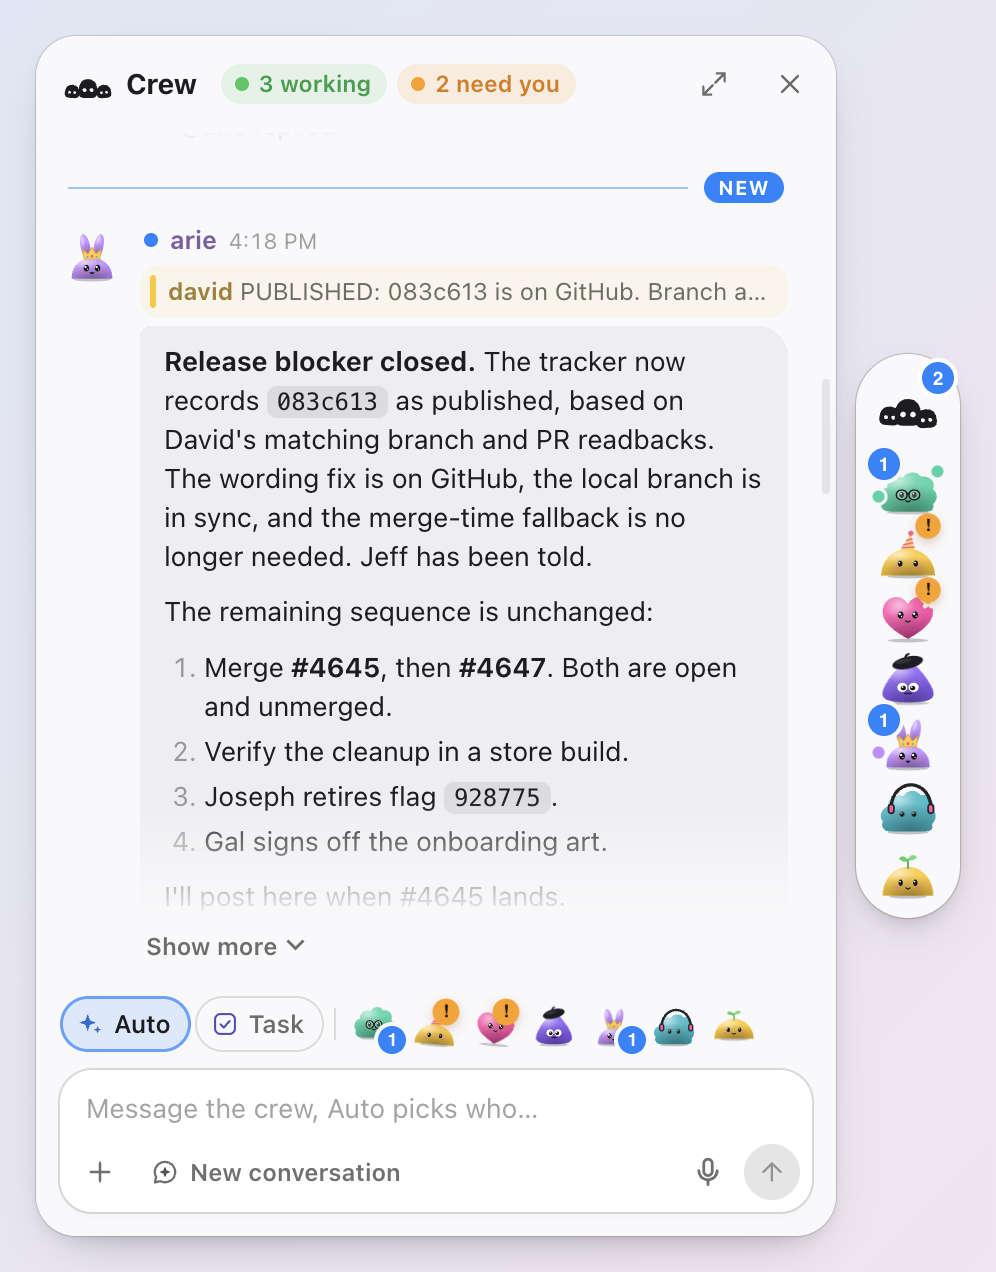 Crew
3 working
2 need you
NEW
arie 4:18 PM
david PUBLISHED: 083c613 is on GitHub. Branch a...
Release blocker closed. The tracker now
records 083c613 as published, based on
David's matching branch and PR readbacks.
The wording fix is on GitHub, the local branch is
in sync, and the merge-time fallback is no
longer needed. Jeff has been told.
The remaining sequence is unchanged:
1. Merge #4645, then #4647. Both are open
and unmerged.
2. Verify the cleanup in a store build.
3. Joseph retires flag 928775.
4. Gal signs off the onboarding art.
I'll post here when #4645 lands.
Show more
Auto
Task
1
!
!
1
Message the crew, Auto picks who...
New conversation
2
1
!
!
1